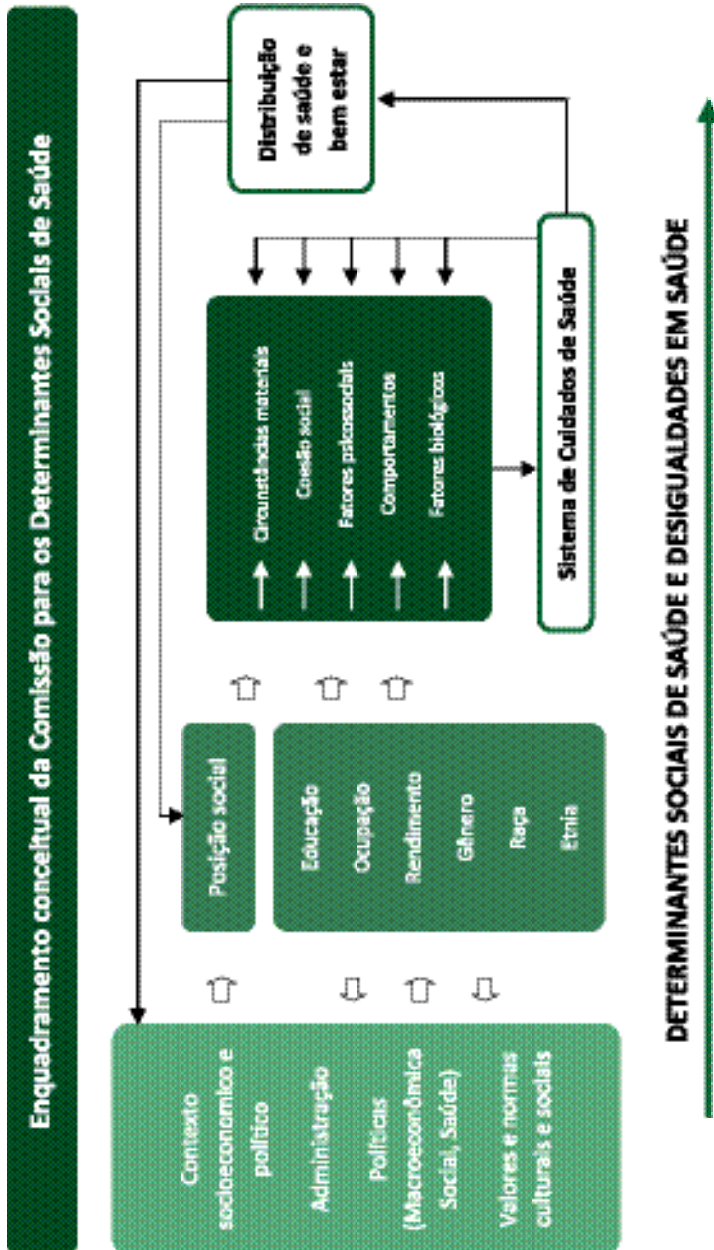 Enquadramento conceitual da Comissão para os Determinantes Sociais de Saúde
Contexto
socioeconomico e
político
Administração
Políticas
(Macroeconômica
Social, Saúde)
Valores e normas
culturais e sociais
Posição social
Educação
Ocupação
Rendimento
Gênero
Raça
Etnia
Circunstâncias materiais
Coesão social
Fatores psicossociais
Comportamentos
Fatores biológicos
Sistema de Cuidados de Saúde
Distribuição
de saúde e
bem estar
DETERMINANTES SOCIAIS DE SAÚDE E DESIGUALDADES EM SAÚDE